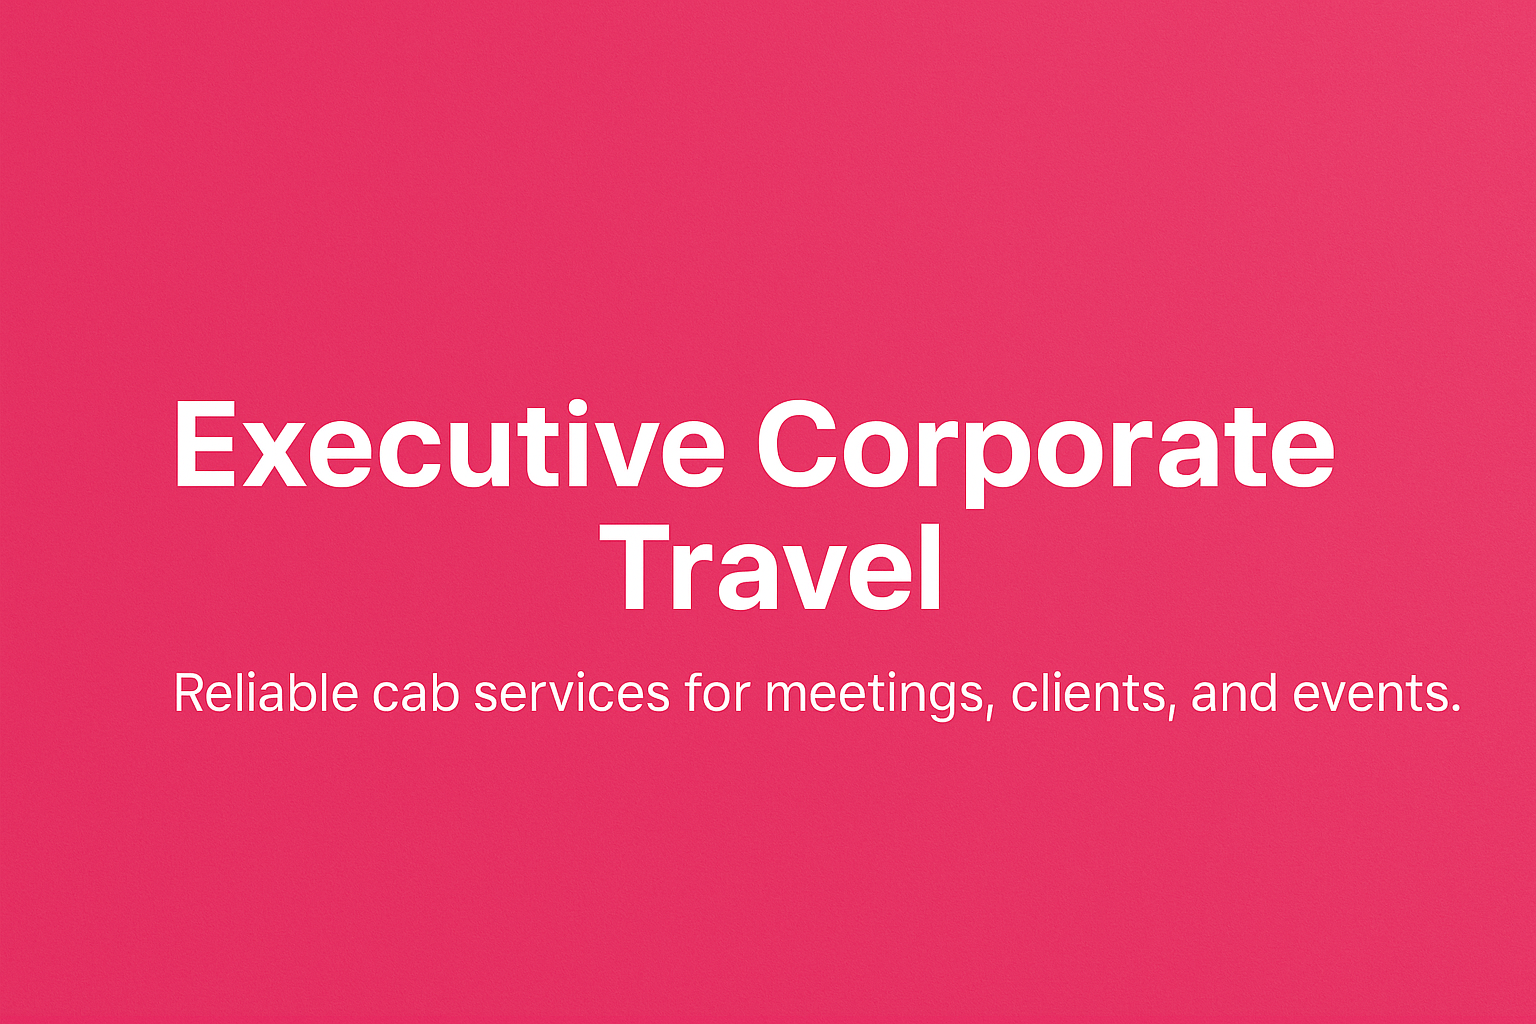 Executive Corporate
Travel
Reliable cab services for meetings, clients, and events.